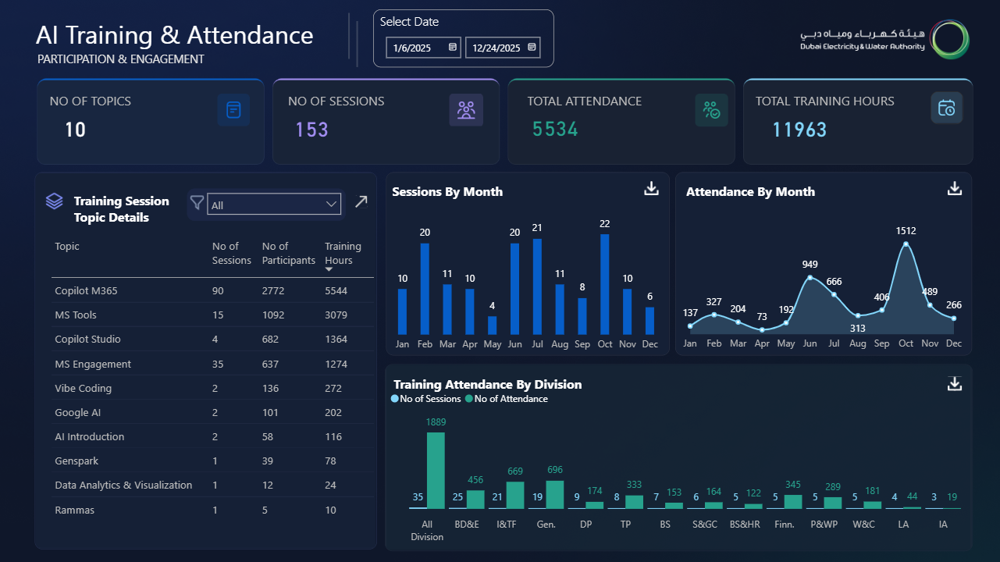 AI Training & Attendance
PARTICIPATION & ENGAGEMENT
Select Date
1/6/2025 12/24/2025
هيئة كهرباء ومياه دبي
Dubai Electricity & Water Authority
NO OF TOPICS
10
NO OF SESSIONS
153
TOTAL ATTENDANCE
5534
TOTAL TRAINING HOURS
11963
Training Session
Topic Details
All
Topic No of Sessions No of Participants Training Hours
Copilot M365 90 2772 5544
MS Tools 15 1092 3079
Copilot Studio 4 682 1364
MS Engagement 35 637 1274
Vibe Coding 2 136 272
Google AI 2 101 202
AI Introduction 2 58 116
Genspark 1 39 78
Data Analytics & Visualization 1 12 24
Rammas 1 5 10
Sessions By Month
10 20 11 10 4 20 21 11 8 22 10 6
Jan Feb Mar Apr May Jun Jul Aug Sep Oct Nov Dec
Attendance By Month
137 327 204 73 192 949 666 313 406 1512 489 266
Jan Feb Mar Apr May Jun Jul Aug Sep Oct Nov Dec
Training Attendance By Division
No of Sessions No of Attendance
35 1889 25 456 21 669 19 696 9 174 8 333 7 153 6 164 5 122 5 345 5 289 5 181 4 44 3 19
All Division BD&E I&TF Gen. DP TP BS S&GC BS&HR Finn. P&WP W&C LA IA